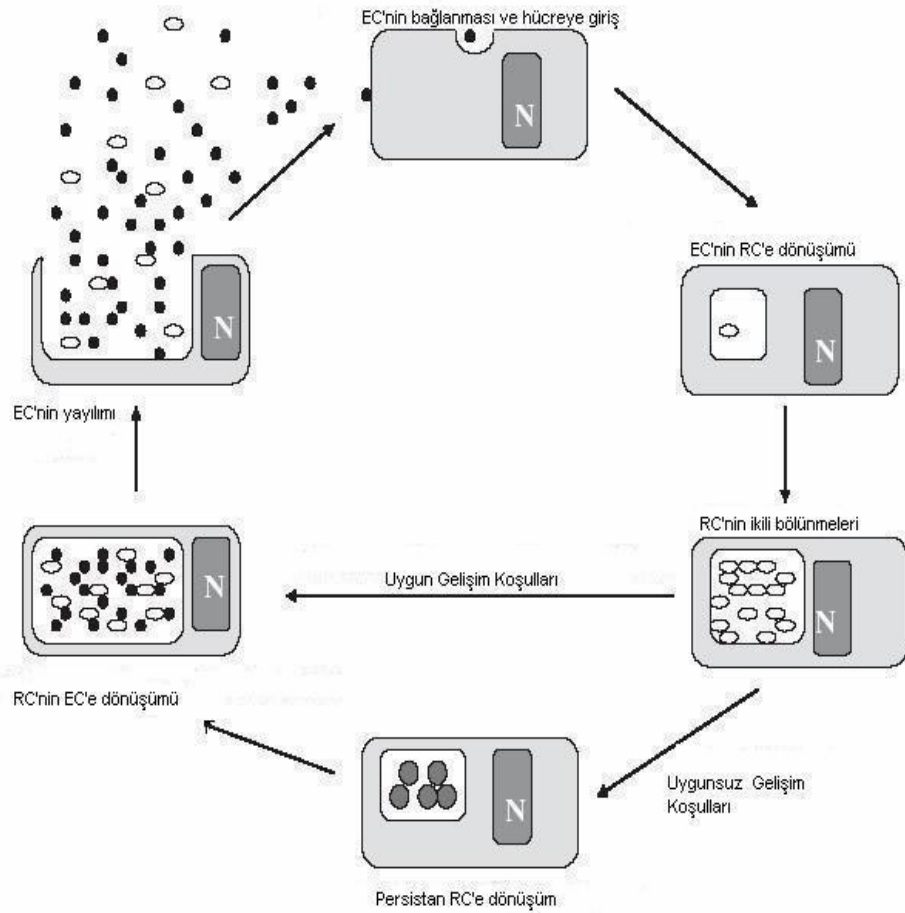 EC'nin bağlanması ve hücreye giriş
N
EC'nin RC'e dönüşümü
N
N
EC'nin yayılımı
RC'nin ikili bölünmeleri
N
Uygun Gelişim Koşulları
N
RC'nin EC'e dönüşümü
Uygunsuz Gelişim
Koşulları
N
Persistan RC'e dönüşüm